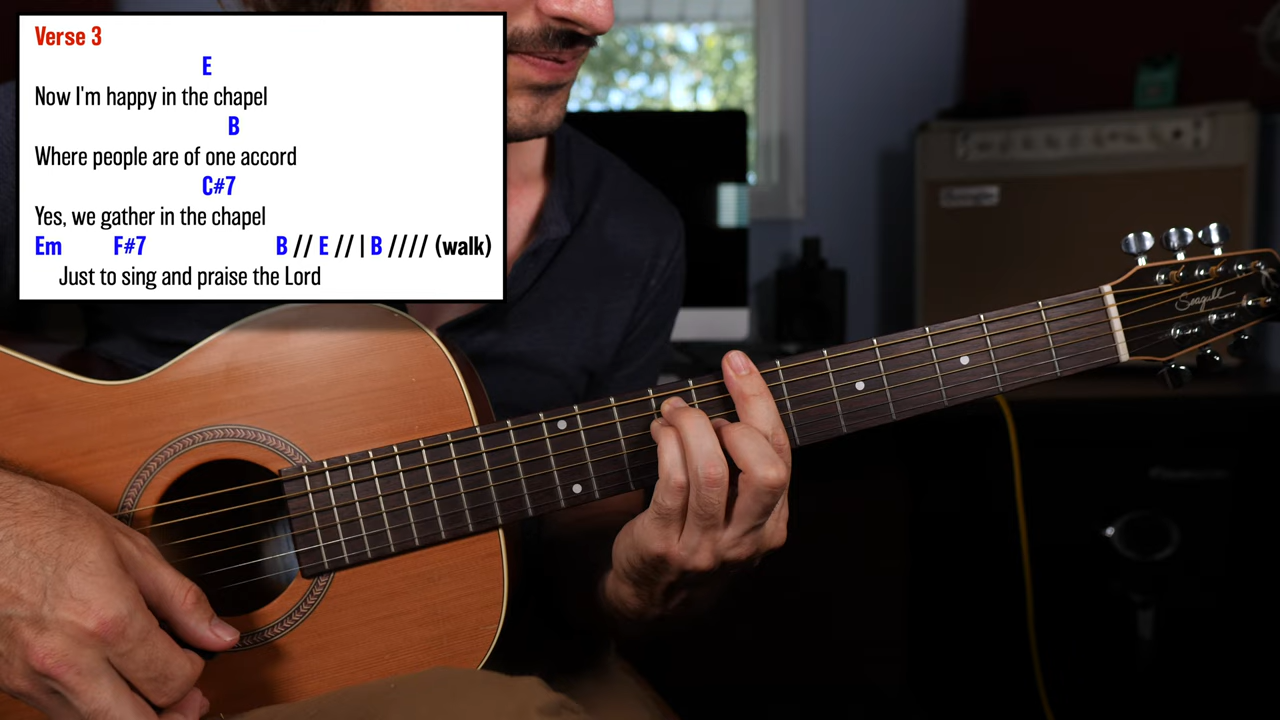 Verse 3
E
Now I'm happy in the chapel
B
Where people are of one accord
C#7
Yes, we gather in the chapel
Em F#7 B // E // | B //// (walk)
Just to sing and praise the Lord
Seagull